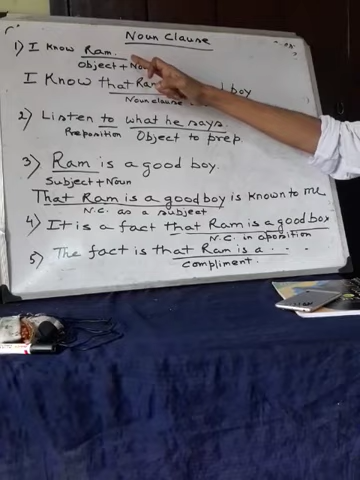 Noun Clause
1) I know Ram.
Object + Noun
I Know that Ram boy
Noun clause
2) Listen to what he says.
Preposition Object to prep.
3) Ram is a good boy.
Subject + Noun
That Ram is a good boy is known to me
N.C. as a subject
4) It is a fact that Ram is a good boy
N.C. in aposition
5) The fact is that Ram is a . . .
compliment.